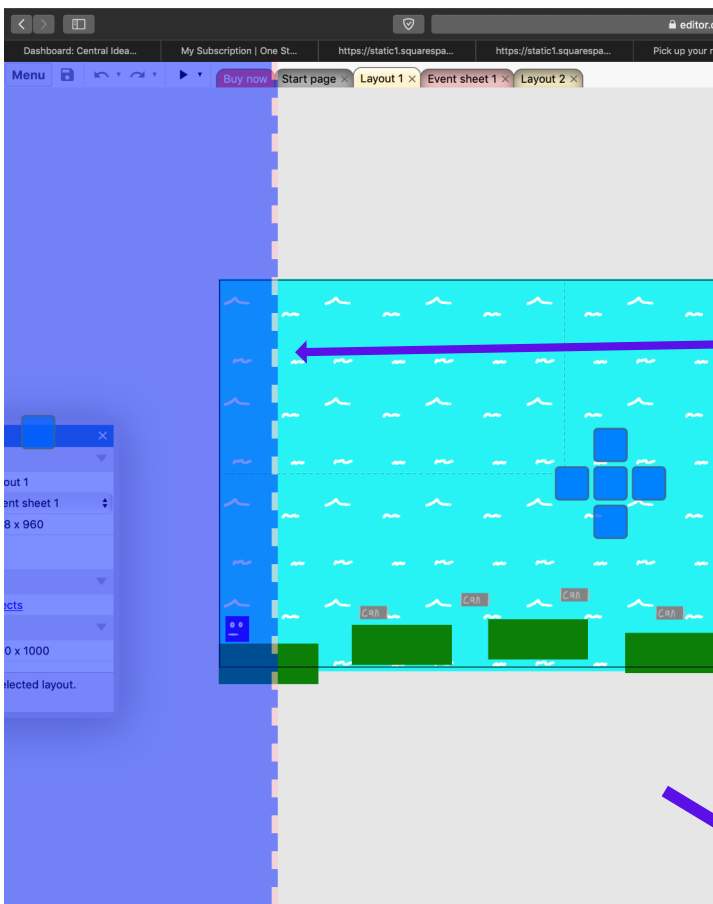 editor.c
Dashboard: Central Idea...
My Subscription | One St...
https://static1.squarespa...
https://static1.squarespa...
Pick up your r
Menu
Buy now
Start page
Layout 1
Event sheet 1
Layout 2
out 1
ent sheet 1
8 x 960
ects
0 x 1000
elected layout.
Can
Can
Can
Can